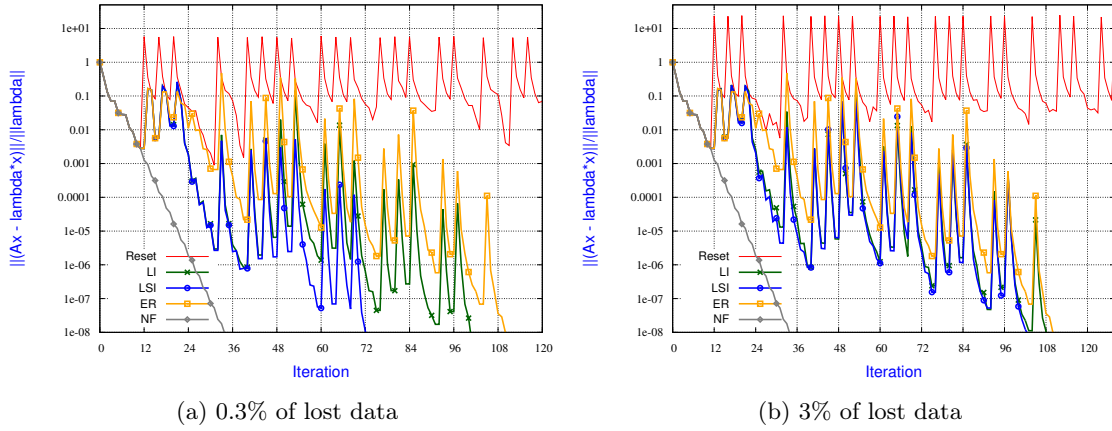 ||(Ax - lambda*x)||/||lambda||
1e+01
1
0.1
0.01
0.001
0.0001
1e-05
1e-06
1e-07
1e-08
Reset
LI
LSI
ER
NF
0 12 24 36 48 60 72 84 96 108 120
Iteration
(a) 0.3% of lost data
||(Ax - lambda*x)||/||lambda||
1e+01
1
0.1
0.01
0.001
0.0001
1e-05
1e-06
1e-07
1e-08
Reset
LI
LSI
ER
NF
0 12 24 36 48 60 72 84 96 108 120 128
Iteration
(b) 3% of lost data